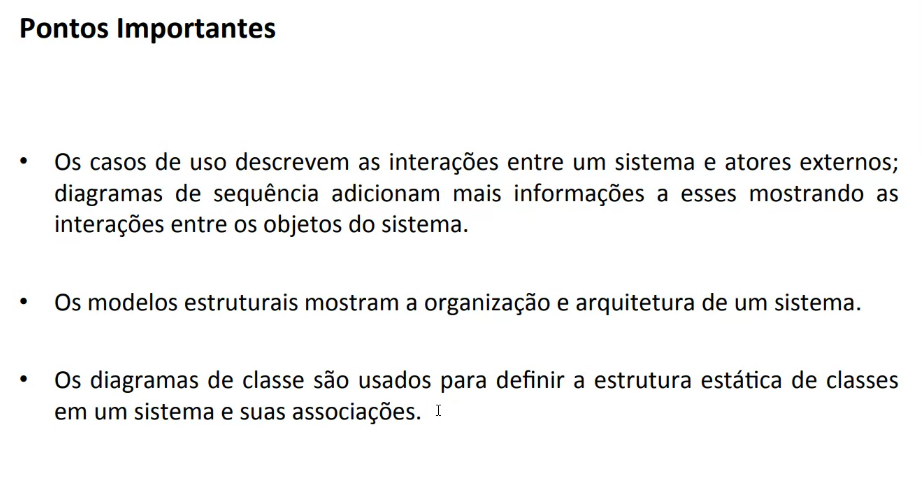 Pontos Importantes
• Os casos de uso descrevem as interações entre um sistema e atores externos;
diagramas de sequência adicionam mais informações a esses mostrando as
interações entre os objetos do sistema.
• Os modelos estruturais mostram a organização e arquitetura de um sistema.
• Os diagramas de classe são usados para definir a estrutura estática de classes
em um sistema e suas associações.